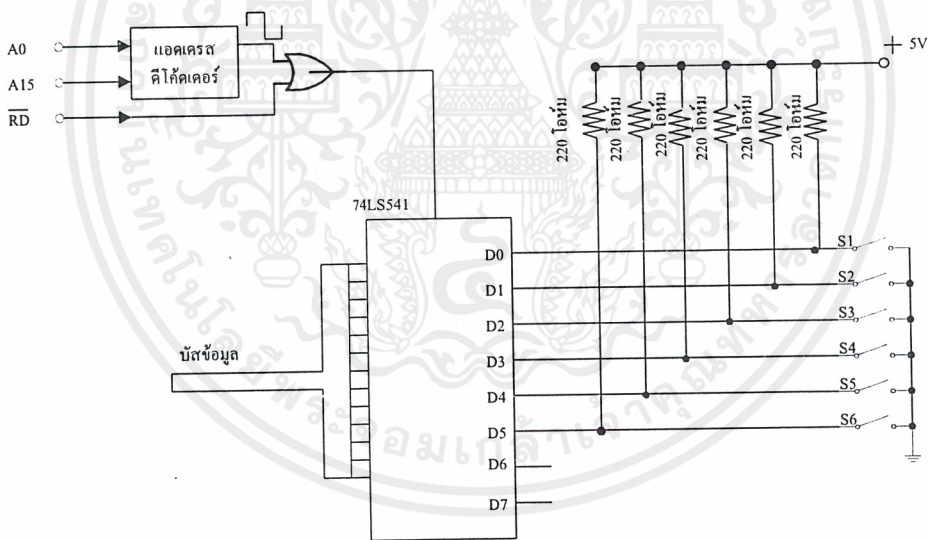 A0
A15
RD
แอดเดรส
ดีโค้ดเดอร์
5V
220 โอห์ม
220 โอห์ม
220 โอห์ม
220 โอห์ม
220 โอห์ม
220 โอห์ม
74LS541
บัสข้อมูล
D0
D1
D2
D3
D4
D5
D6
D7
S1
S2
S3
S4
S5
S6